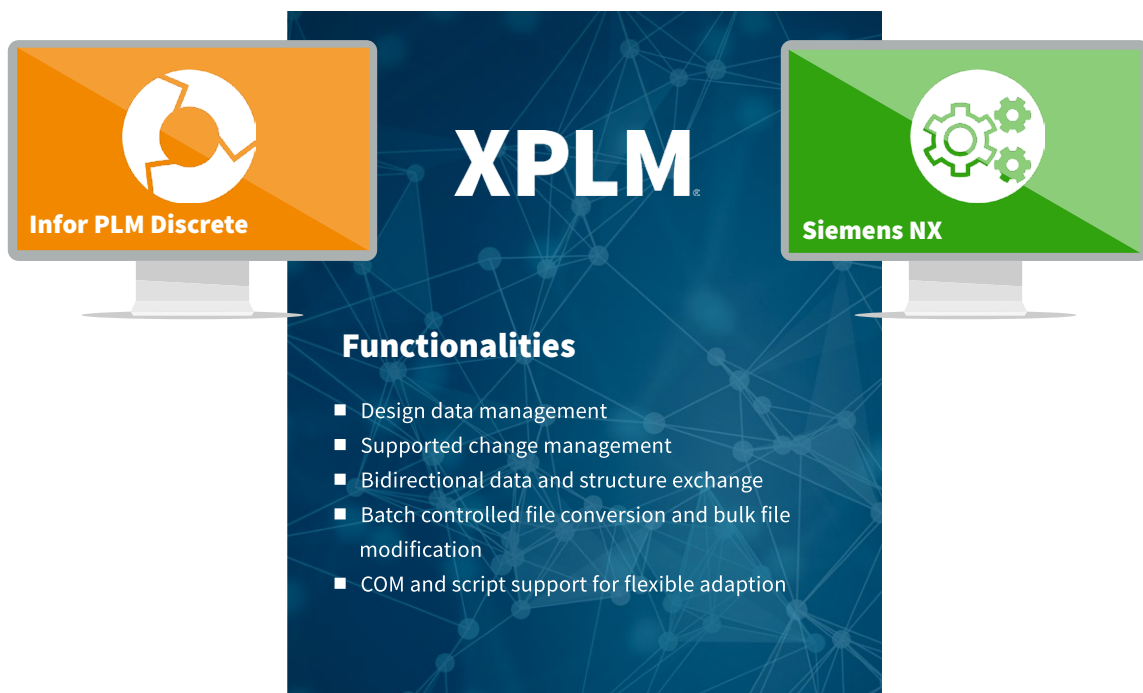 XPLM®
Infor PLM Discrete
Siemens NX
Functionalities
■ Design data management
■ Supported change management
■ Bidirectional data and structure exchange
■ Batch controlled file conversion and bulk file
modification
■ COM and script support for flexible adaption